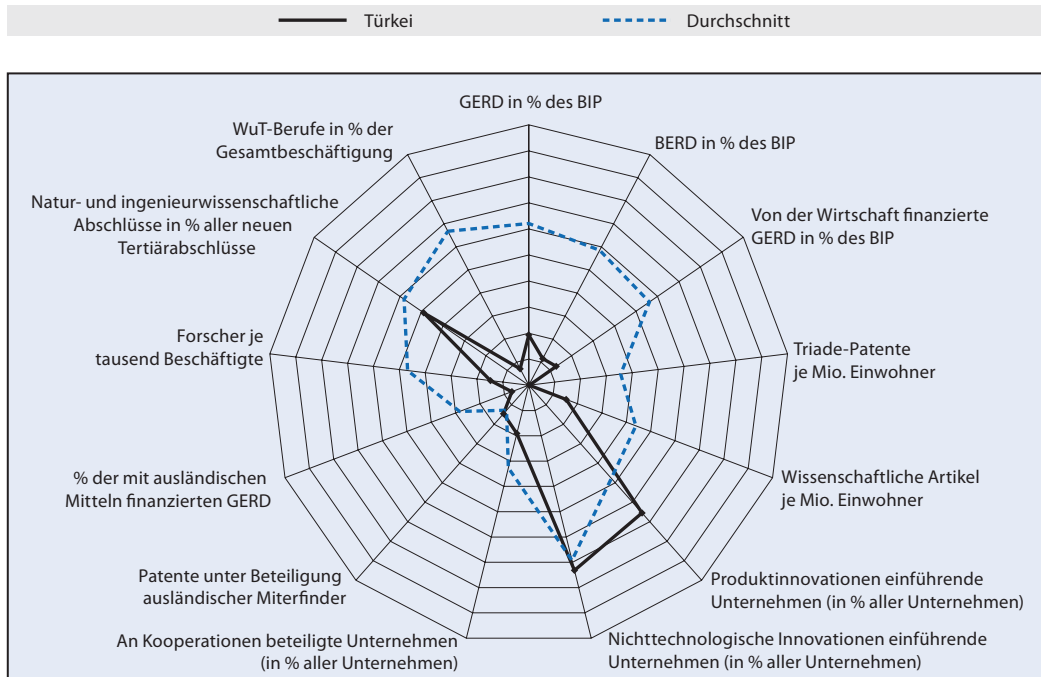 Türkei
Durchschnitt
GERD in % des BIP
BERD in % des BIP
Von der Wirtschaft finanzierte
GERD in % des BIP
Triade-Patente
je Mio. Einwohner
Wissenschaftliche Artikel
je Mio. Einwohner
Produktinnovationen einführende
Unternehmen (in % aller Unternehmen)
Nichttechnologische Innovationen einführende
Unternehmen (in % aller Unternehmen)
An Kooperationen beteiligte Unternehmen
(in % aller Unternehmen)
Patente unter Beteiligung
ausländischer Miterfinder
% der mit ausländischen
Mitteln finanzierten GERD
Forscher je
tausend Beschäftigte
Natur- und ingenieurwissenschaftliche
Abschlüsse in % aller neuen
Tertiärabschlüsse
WuT-Berufe in % der
Gesamtbeschäftigung